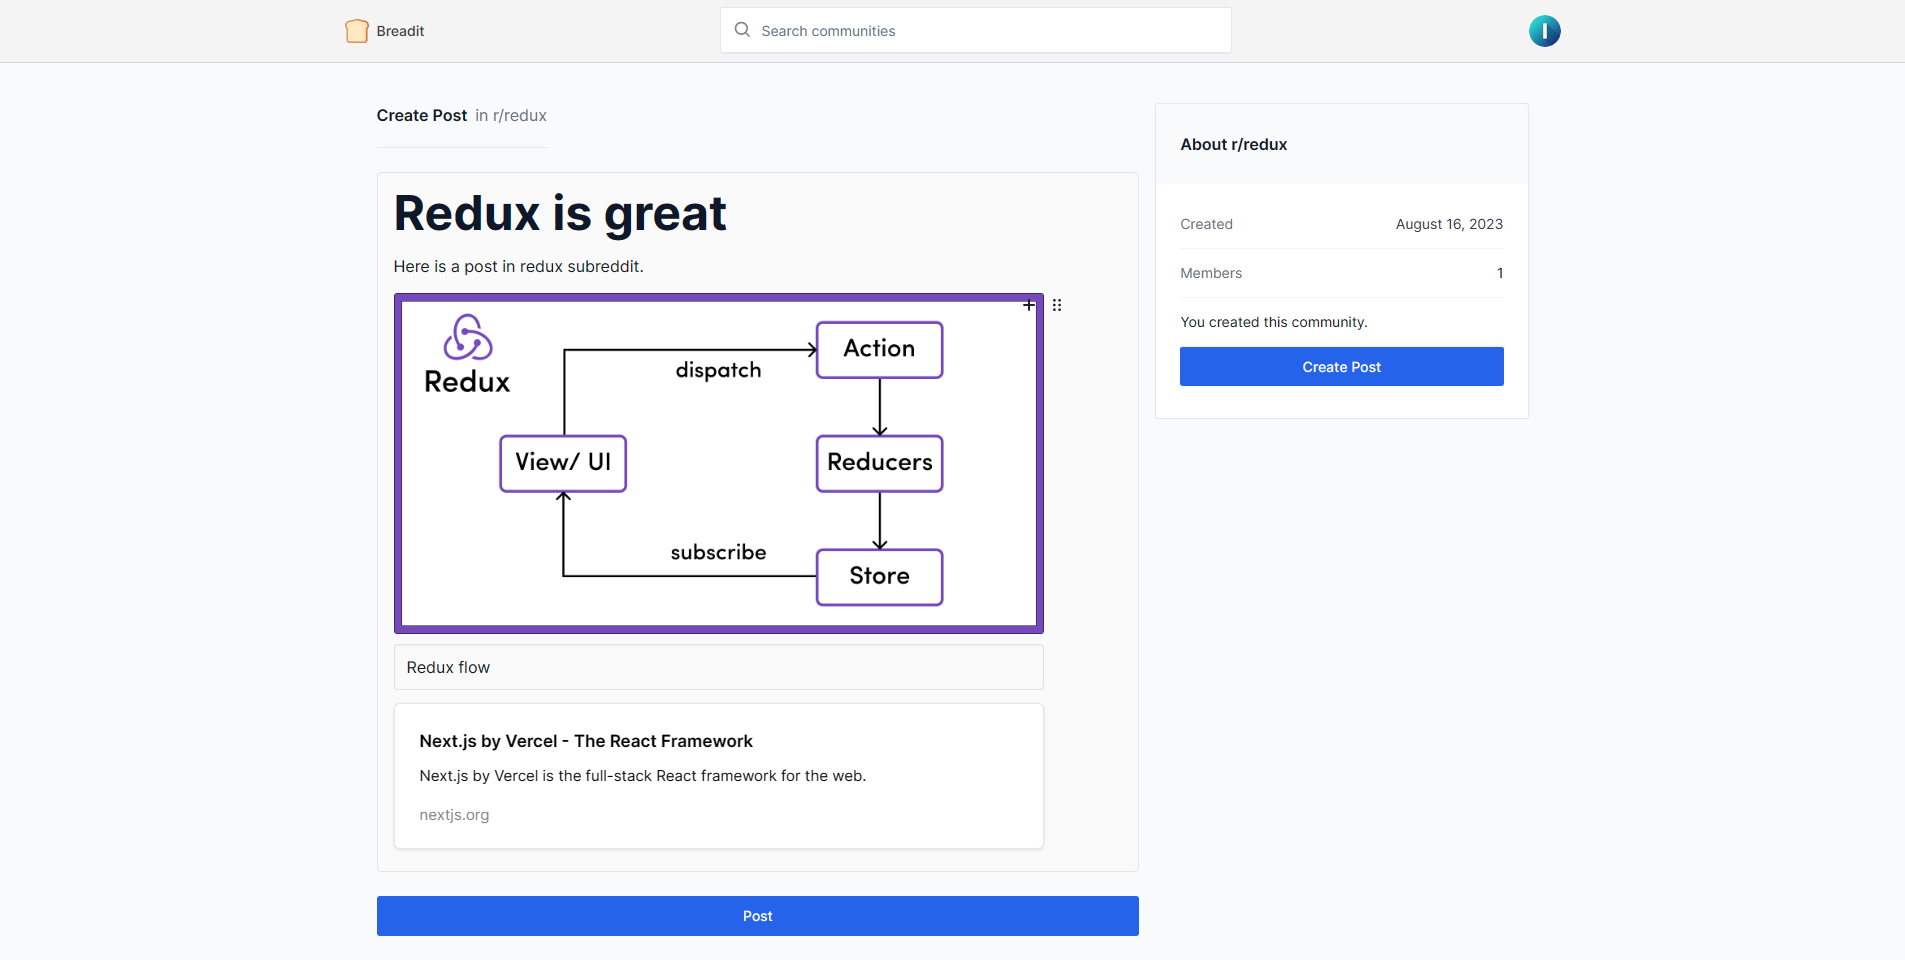 Breadit
Search communities
Create Post in r/redux
Redux is great
Here is a post in redux subreddit.
Redux
dispatch
Action
View/ UI
Reducers
subscribe
Store
Redux flow
Next.js by Vercel - The React Framework
Next.js by Vercel is the full-stack React framework for the web.
nextjs.org
Post
About r/redux
Created August 16, 2023
Members 1
You created this community.
Create Post